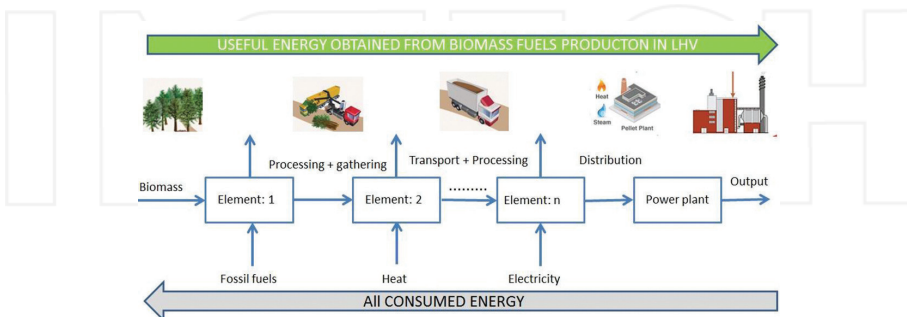 USEFUL ENERGY OBTAINED FROM BIOMASS FUELS PRODUCTON IN LHV
Heat
Steam
Pellet Plant
Processing + gathering
Transport + Processing
Distribution
Biomass
Element: 1
Element: 2
.........
Element: n
Power plant
Output
Fossil fuels
Heat
Electricity
All CONSUMED ENERGY